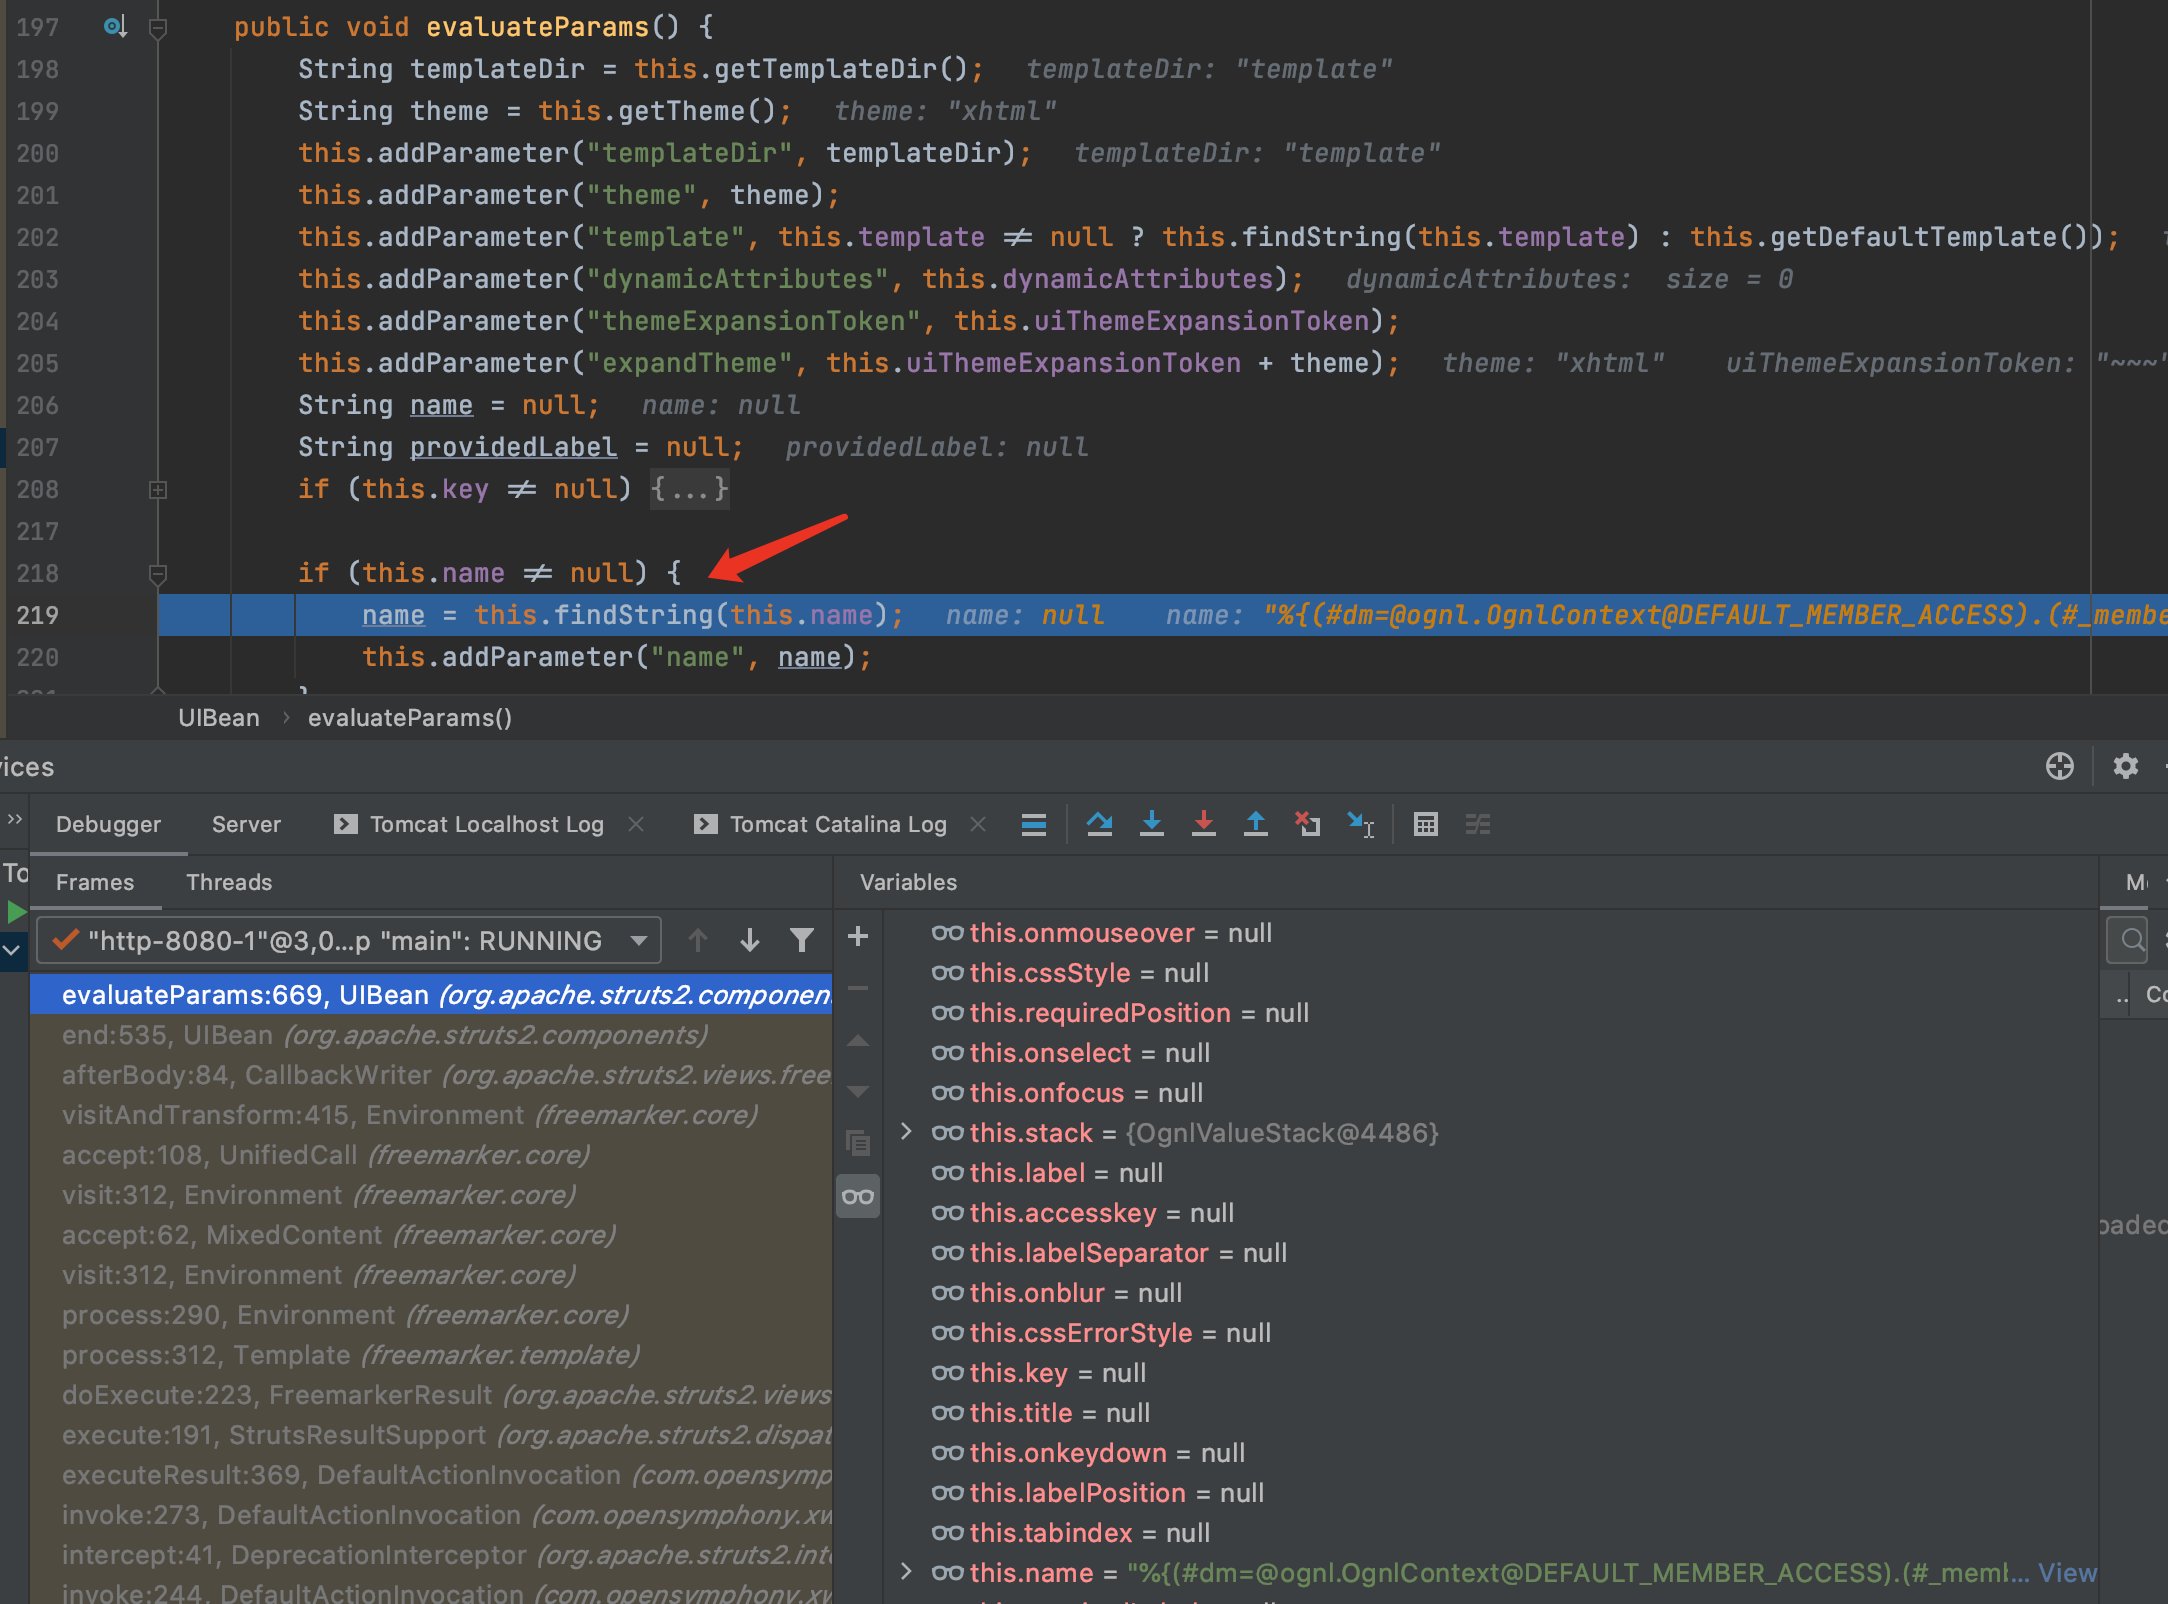 197 public void evaluateParams() {
198 String templateDir = this.getTemplateDir(); templateDir: "template"
199 String theme = this.getTheme(); theme: "xhtml"
200 this.addParameter("templateDir", templateDir); templateDir: "template"
201 this.addParameter("theme", theme);
202 this.addParameter("template", this.template ≠ null ? this.findString(this.template) : this.getDefaultTemplate());
203 this.addParameter("dynamicAttributes", this.dynamicAttributes); dynamicAttributes: size = 0
204 this.addParameter("themeExpansionToken", this.uiThemeExpansionToken);
205 this.addParameter("expandTheme", this.uiThemeExpansionToken + theme); theme: "xhtml" uiThemeExpansionToken: "~~~"
206 String name = null; name: null
207 String providedLabel = null; providedLabel: null
208 if (this.key ≠ null) {...}
217
218 if (this.name ≠ null) {
219 name = this.findString(this.name); name: null name: "%{(#dm=@ognl.OgnlContext@DEFAULT_MEMBER_ACCESS).(#_membe
220 this.addParameter("name", name);
}
UIBean › evaluateParams()
vices
Debugger Server Tomcat Localhost Log Tomcat Catalina Log
To
Frames Threads
"http-8080-1"@3,0...p "main": RUNNING
evaluateParams:669, UIBean (org.apache.struts2.component
end:535, UIBean (org.apache.struts2.components)
afterBody:84, CallbackWriter (org.apache.struts2.views.free
visitAndTransform:415, Environment (freemarker.core)
accept:108, UnifiedCall (freemarker.core)
visit:312, Environment (freemarker.core)
accept:62, MixedContent (freemarker.core)
visit:312, Environment (freemarker.core)
process:290, Environment (freemarker.core)
process:312, Template (freemarker.template)
doExecute:223, FreemarkerResult (org.apache.struts2.views
execute:191, StrutsResultSupport (org.apache.struts2.dispat
executeResult:369, DefaultActionInvocation (com.opensymp
invoke:273, DefaultActionInvocation (com.opensymphony.xw
intercept:41, DeprecationInterceptor (org.apache.struts2.inte
invoke:244, DefaultActionInvocation (com.opensymphony.xw
Variables
this.onmouseover = null
this.cssStyle = null
this.requiredPosition = null
this.onselect = null
this.onfocus = null
this.stack = {OgnlValueStack@4486}
this.label = null
this.accesskey = null
this.labelSeparator = null
this.onblur = null
this.cssErrorStyle = null
this.key = null
this.title = null
this.onkeydown = null
this.labelPosition = null
this.tabindex = null
this.name = "%{(#dm=@ognl.OgnlContext@DEFAULT_MEMBER_ACCESS).(#_meml... View
.. Co
oaded